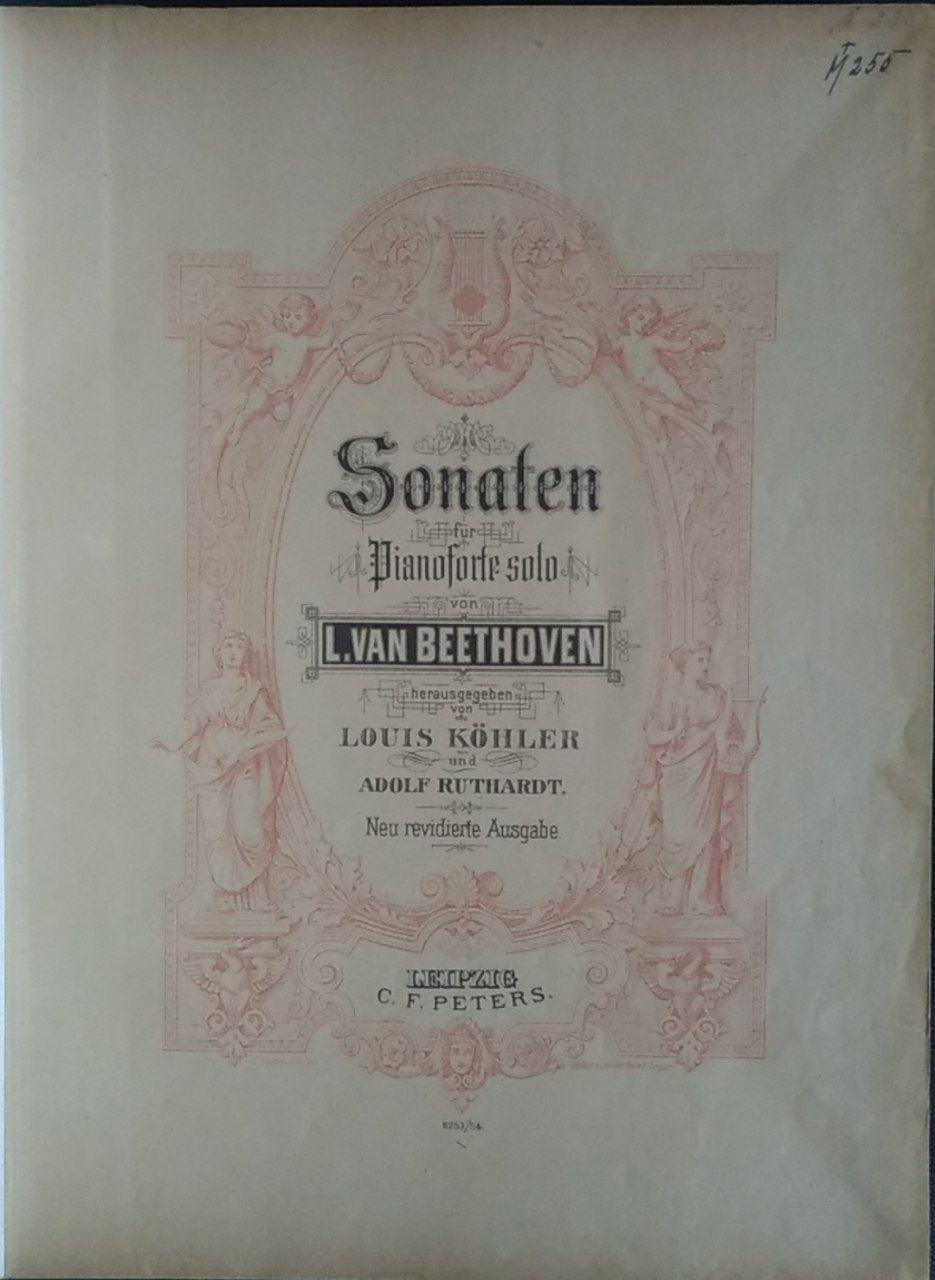 255
Sonaten
für
Pianoforte solo
von
L. VAN BEETHOVEN
herausgegeben
von
LOUIS KÖHLER
und
ADOLF RUTHARDT.
Neu revidierte Ausgabe
LEIPZIG
C. F. PETERS.